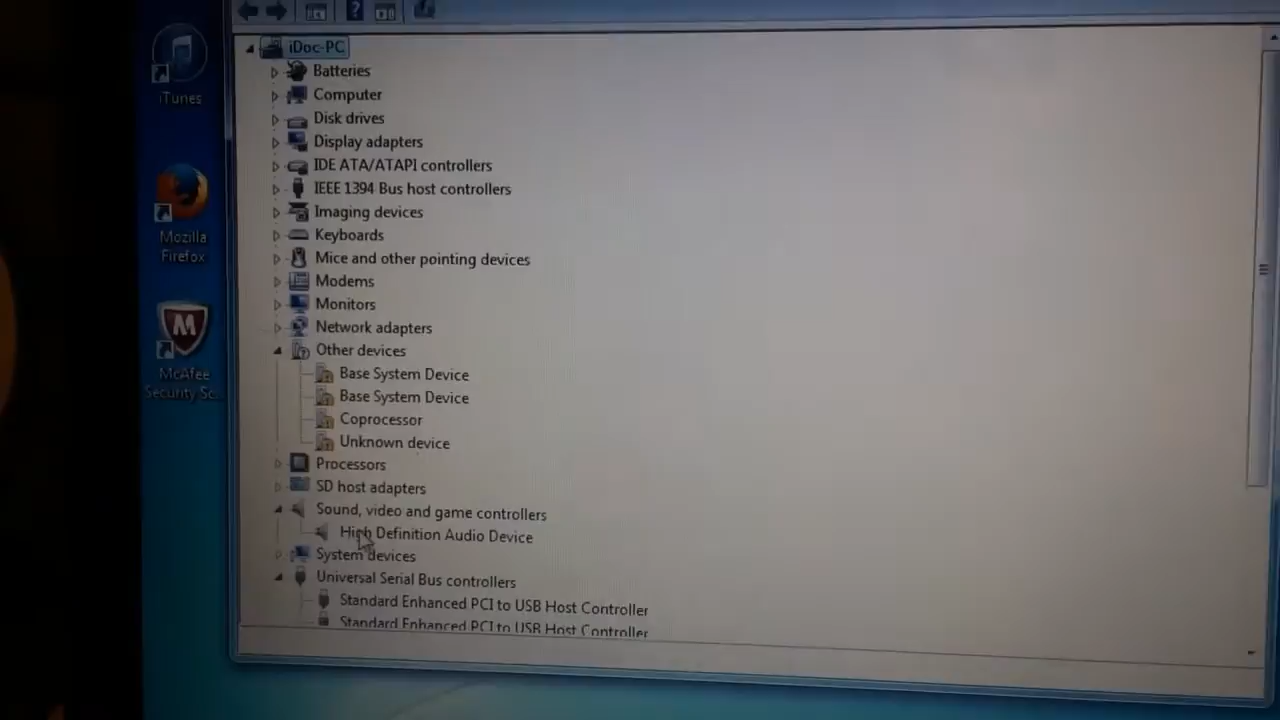 iDoc-PC
Batteries
Computer
Disk drives
Display adapters
IDE ATA/ATAPI controllers
IEEE 1394 Bus host controllers
Imaging devices
Keyboards
Mice and other pointing devices
Modems
Monitors
Network adapters
Other devices
Base System Device
Base System Device
Coprocessor
Unknown device
Processors
SD host adapters
Sound, video and game controllers
High Definition Audio Device
System devices
Universal Serial Bus controllers
Standard Enhanced PCI to USB Host Controller
Standard Enhanced PCI to USB Host Controller
iTunes
Mozilla
Firefox
McAfee
Security Sc...